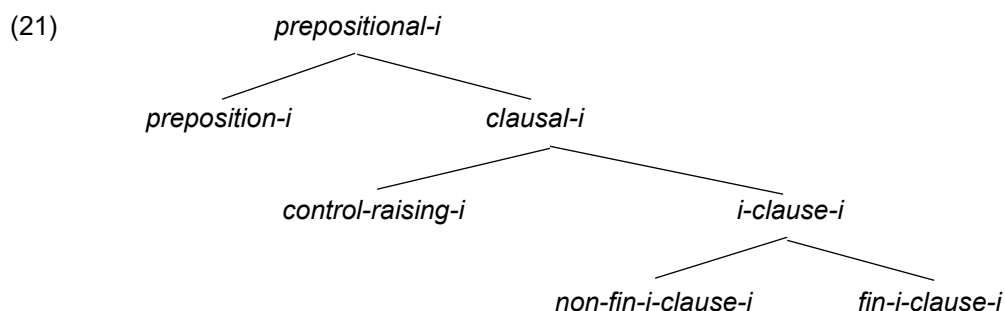 (21) prepositional-i
preposition-i clausal-i
control-raising-i i-clause-i
non-fin-i-clause-i fin-i-clause-i